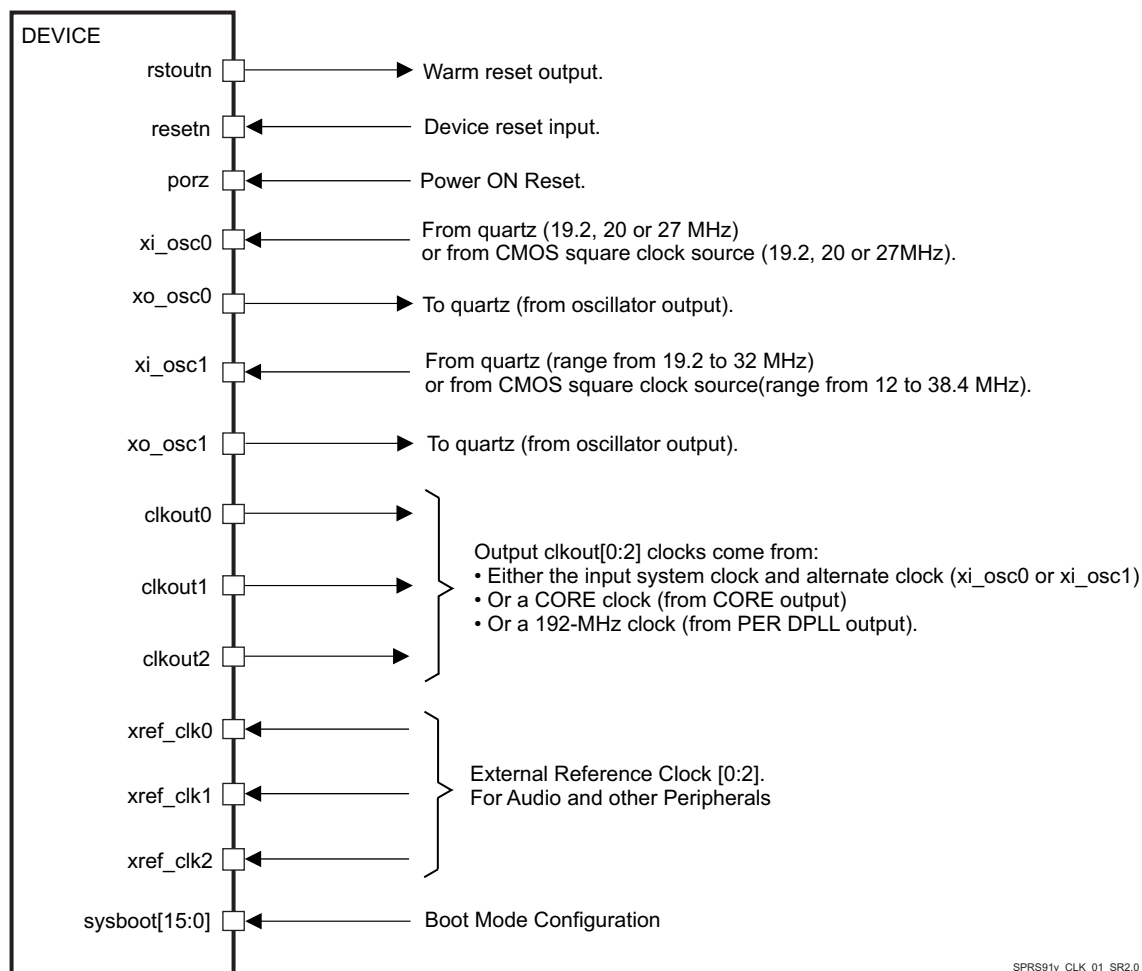 DEVICE
rstoutn
Warm reset output.
resetn
Device reset input.
porz
Power ON Reset.
xi_osc0
From quartz (19.2, 20 or 27 MHz)
or from CMOS square clock source (19.2, 20 or 27MHz).
xo_osc0
To quartz (from oscillator output).
xi_osc1
From quartz (range from 19.2 to 32 MHz)
or from CMOS square clock source(range from 12 to 38.4 MHz).
xo_osc1
To quartz (from oscillator output).
clkout0
clkout1
clkout2
Output clkout[0:2] clocks come from:
• Either the input system clock and alternate clock (xi_osc0 or xi_osc1)
• Or a CORE clock (from CORE output)
• Or a 192-MHz clock (from PER DPLL output).
xref_clk0
xref_clk1
xref_clk2
External Reference Clock [0:2].
For Audio and other Peripherals
sysboot[15:0]
Boot Mode Configuration
SPRS91v_CLK_01_SR2.0